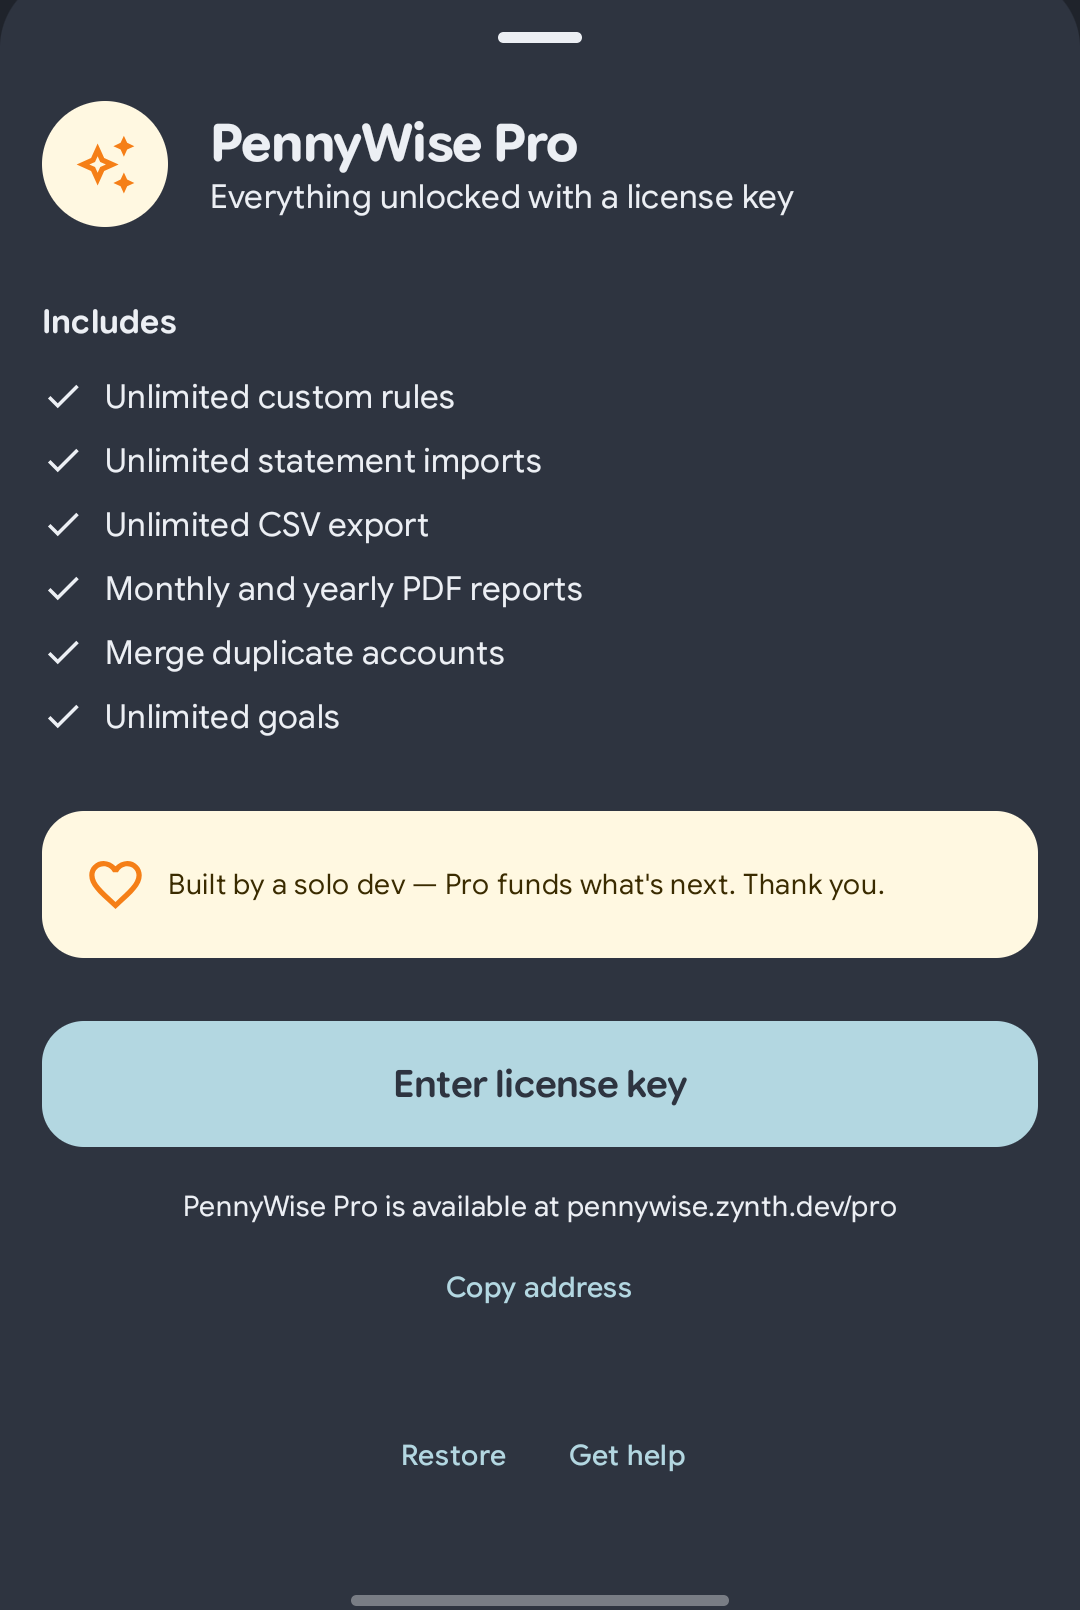 PennyWise Pro
Everything unlocked with a license key
Includes
Unlimited custom rules
Unlimited statement imports
Unlimited CSV export
Monthly and yearly PDF reports
Merge duplicate accounts
Unlimited goals
Built by a solo dev — Pro funds what's next. Thank you.
Enter license key
PennyWise Pro is available at pennywise.zynth.dev/pro
Copy address
Restore Get help